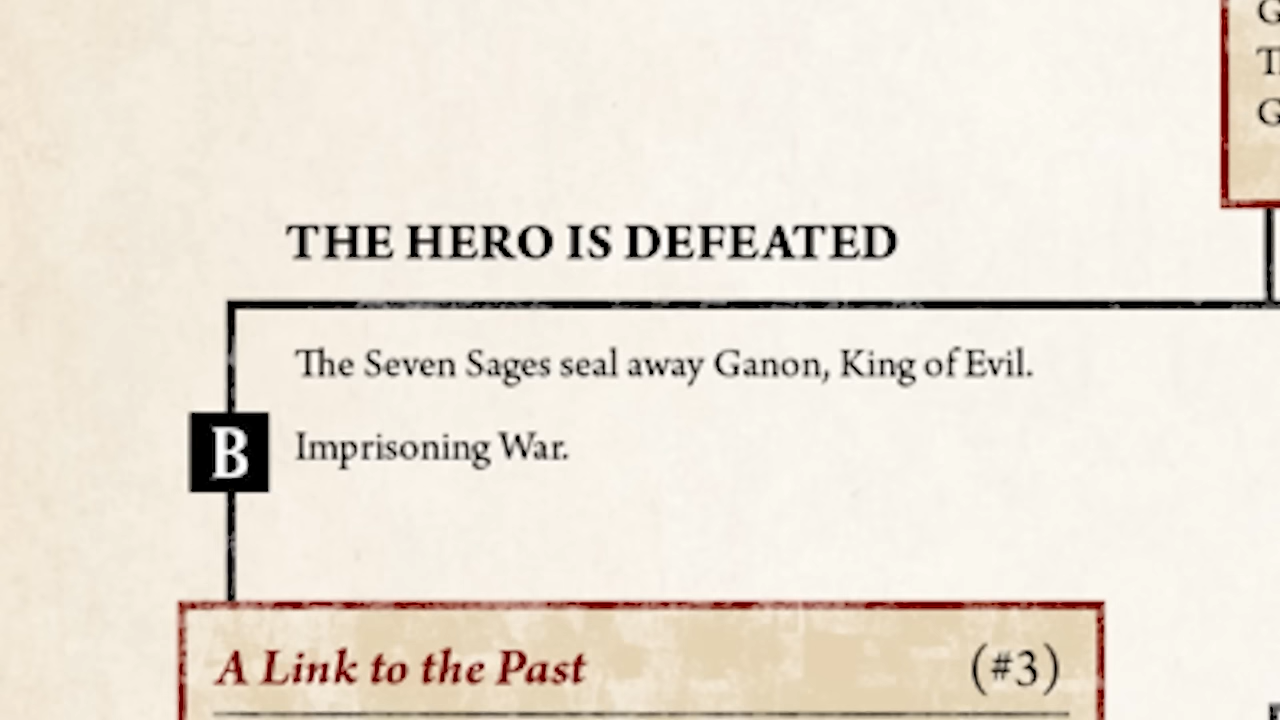 THE HERO IS DEFEATED
The Seven Sages seal away Ganon, King of Evil.
B
Imprisoning War.
A Link to the Past (#3)